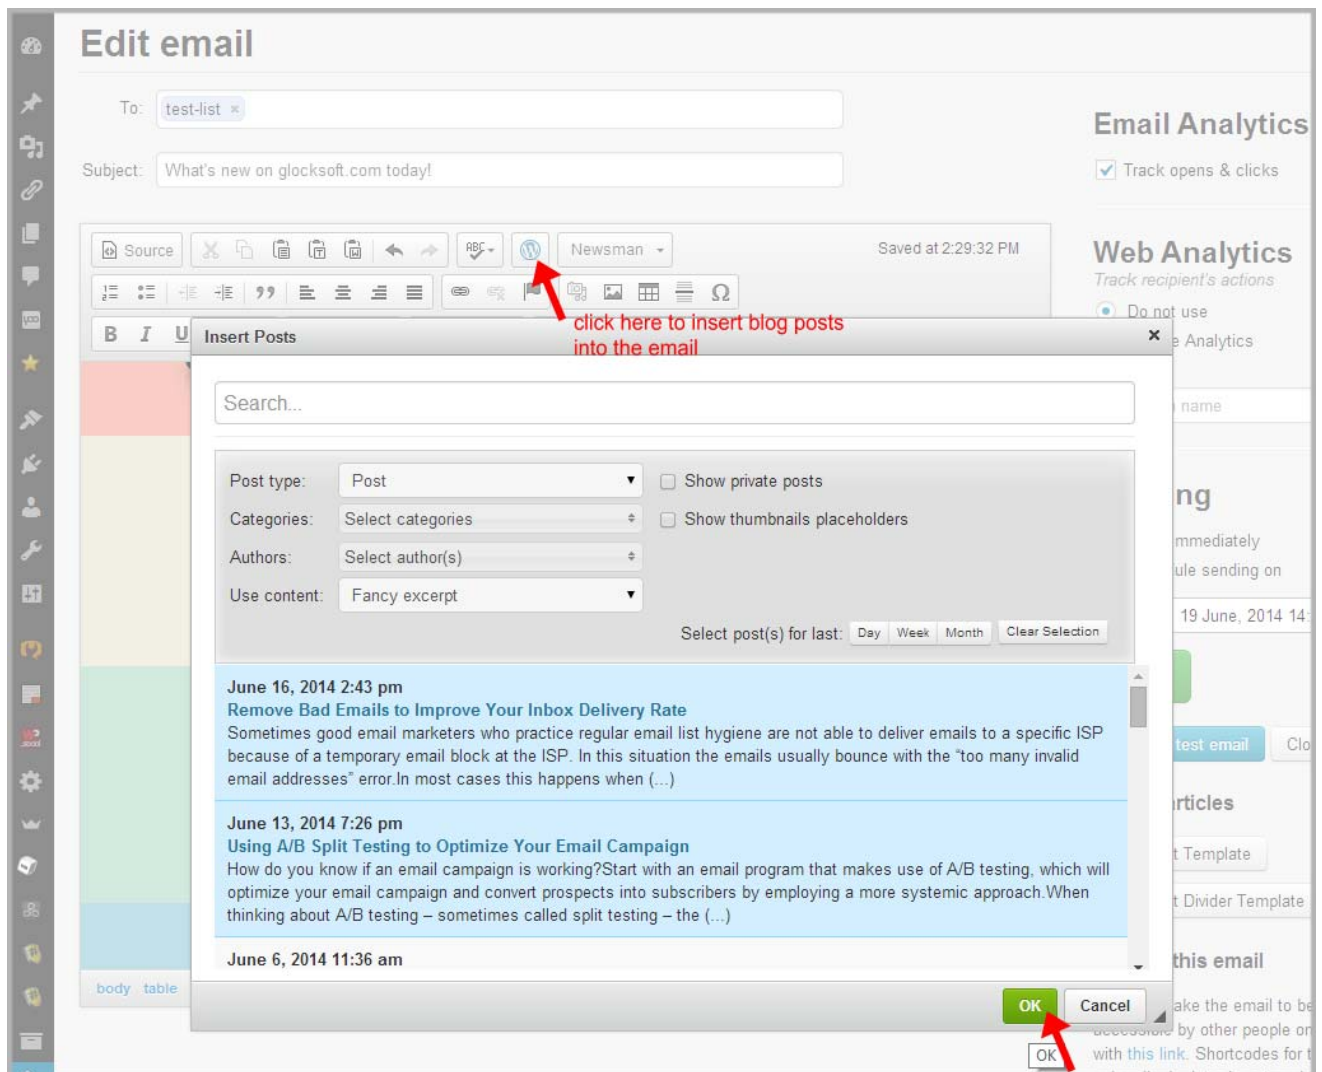 Edit email
To: test-list ×
Subject: What's new on glocksoft.com today!
Email Analytics
Track opens & clicks
Source ABC Newsman Saved at 2:29:32 PM
Web Analytics
Track recipient's actions
Do not use
Analytics
name
B I U
click here to insert blog posts
into the email
Insert Posts ×
Search...
Post type: Post Show private posts
Categories: Select categories Show thumbnails placeholders
Authors: Select author(s)
Use content: Fancy excerpt
Select post(s) for last: Day Week Month Clear Selection
June 16, 2014 2:43 pm
Remove Bad Emails to Improve Your Inbox Delivery Rate
Sometimes good email marketers who practice regular email list hygiene are not able to deliver emails to a specific ISP
because of a temporary email block at the ISP. In this situation the emails usually bounce with the “too many invalid
email addresses” error.In most cases this happens when (...)
June 13, 2014 7:26 pm
Using A/B Split Testing to Optimize Your Email Campaign
How do you know if an email campaign is working?Start with an email program that makes use of A/B testing, which will
optimize your email campaign and convert prospects into subscribers by employing a more systemic approach.When
thinking about A/B testing – sometimes called split testing – the (...)
June 6, 2014 11:36 am
OK Cancel
OK
body table
ng
mmediately
ule sending on
19 June, 2014 14:
test email Clo
rticles
t Template
t Divider Template
this email
ake the email to be
accessible by other people on
with this link. Shortcodes for t